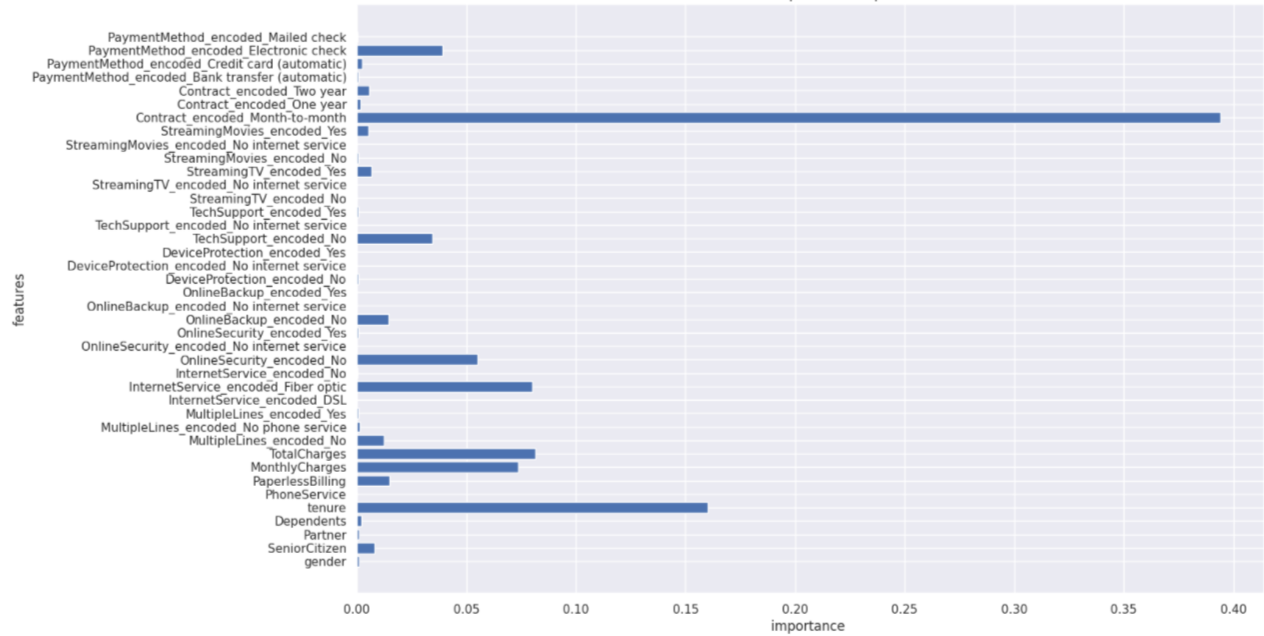 PaymentMethod_encoded_Mailed check
PaymentMethod_encoded_Electronic check
PaymentMethod_encoded_Credit card (automatic)
PaymentMethod_encoded_Bank transfer (automatic)
Contract_encoded_Two year
Contract_encoded_One year
Contract_encoded_Month-to-month
StreamingMovies_encoded_Yes
StreamingMovies_encoded_No internet service
StreamingMovies_encoded_No
StreamingTV_encoded_Yes
StreamingTV_encoded_No internet service
StreamingTV_encoded_No
TechSupport_encoded_Yes
TechSupport_encoded_No internet service
TechSupport_encoded_No
DeviceProtection_encoded_Yes
DeviceProtection_encoded_No internet service
DeviceProtection_encoded_No
OnlineBackup_encoded_Yes
OnlineBackup_encoded_No internet service
OnlineBackup_encoded_No
OnlineSecurity_encoded_Yes
OnlineSecurity_encoded_No internet service
OnlineSecurity_encoded_No
InternetService_encoded_No
InternetService_encoded_Fiber optic
InternetService_encoded_DSL
MultipleLines_encoded_Yes
MultipleLines_encoded_No phone service
MultipleLines_encoded_No
TotalCharges
MonthlyCharges
PaperlessBilling
PhoneService
tenure
Dependents
Partner
SeniorCitizen
gender
features
0.00 0.05 0.10 0.15 0.20 0.25 0.30 0.35 0.40
importance